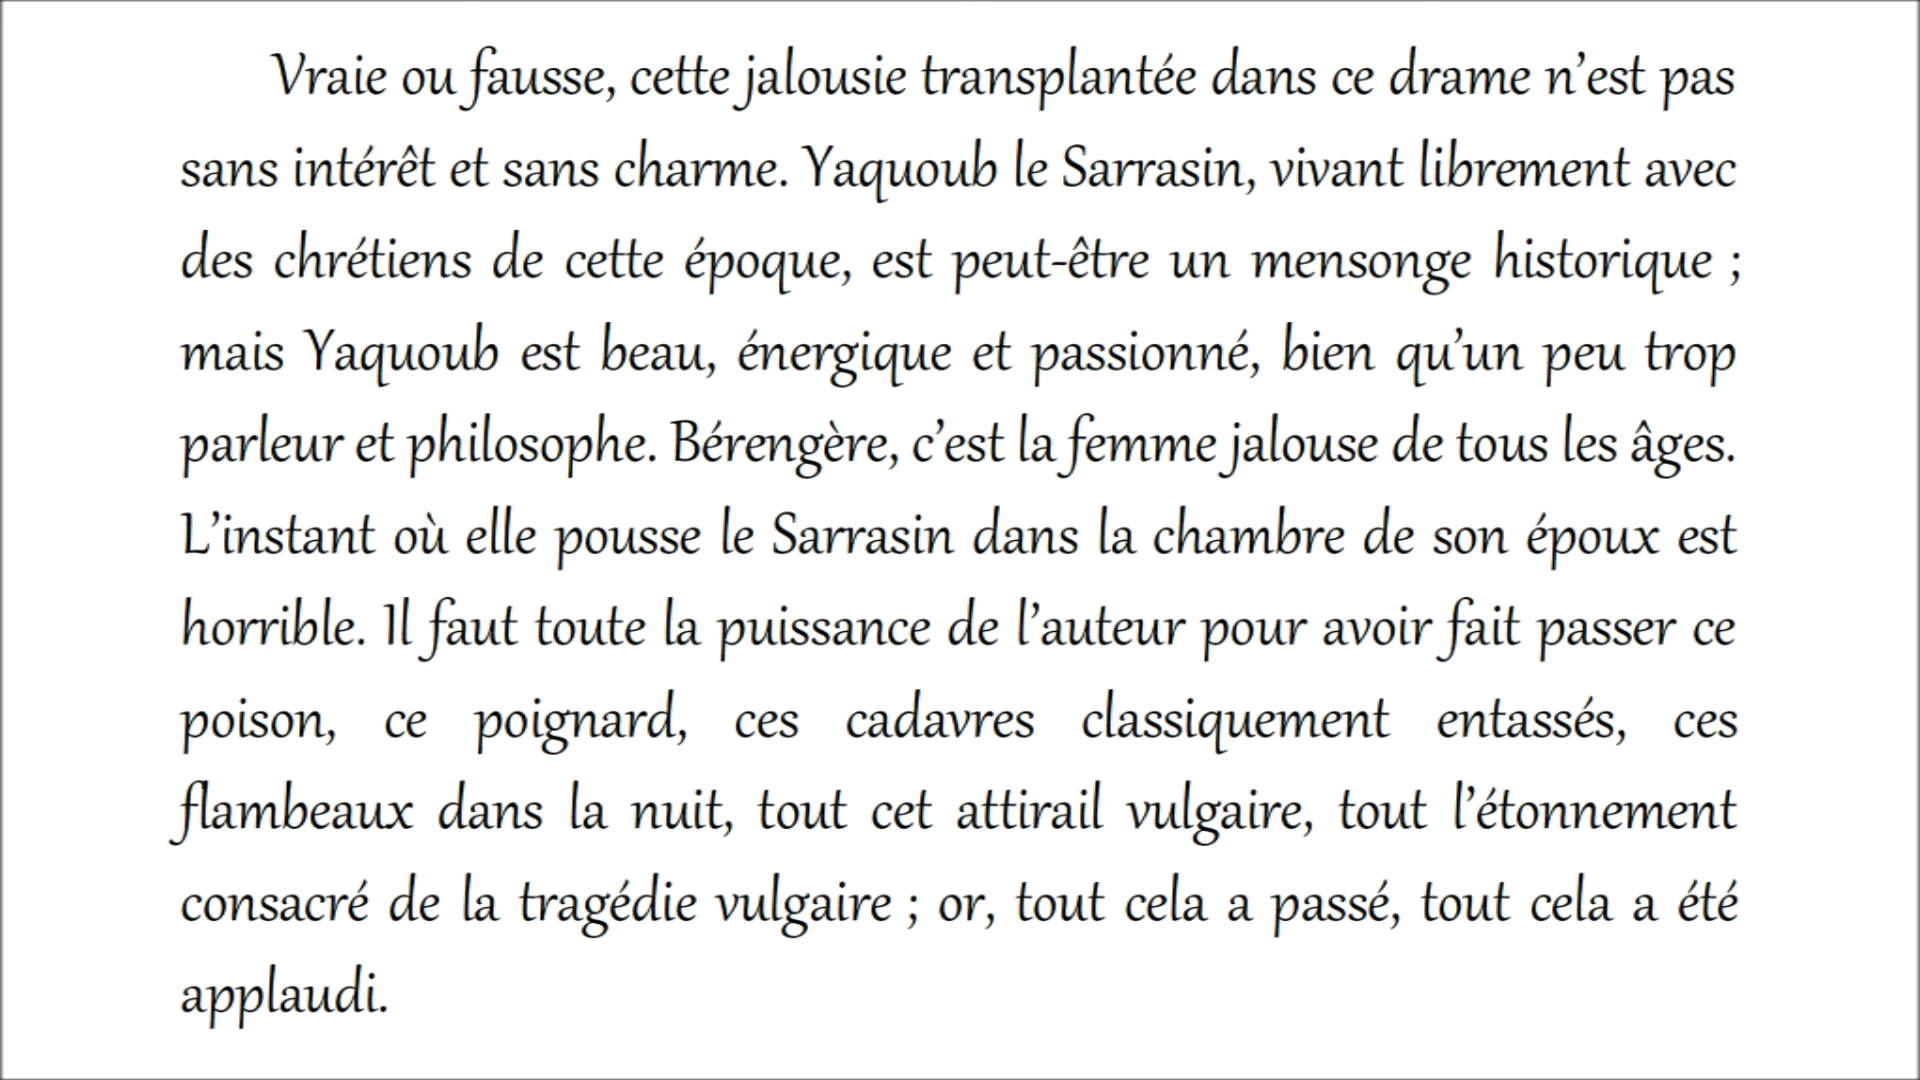 Vraie ou fausse, cette jalousie transplantée dans ce drame n’est pas
sans intérêt et sans charme. Yaquoub le Sarrasin, vivant librement avec
des chrétiens de cette époque, est peut-être un mensonge historique ;
mais Yaquoub est beau, énergique et passionné, bien qu’un peu trop
parleur et philosophe. Bérengère, c’est la femme jalouse de tous les âges.
L’instant où elle pousse le Sarrasin dans la chambre de son époux est
horrible. Il faut toute la puissance de l’auteur pour avoir fait passer ce
poison, ce poignard, ces cadavres classiquement entassés, ces
flambeaux dans la nuit, tout cet attirail vulgaire, tout l’étonnement
consacré de la tragédie vulgaire ; or, tout cela a passé, tout cela a été
applaudi.